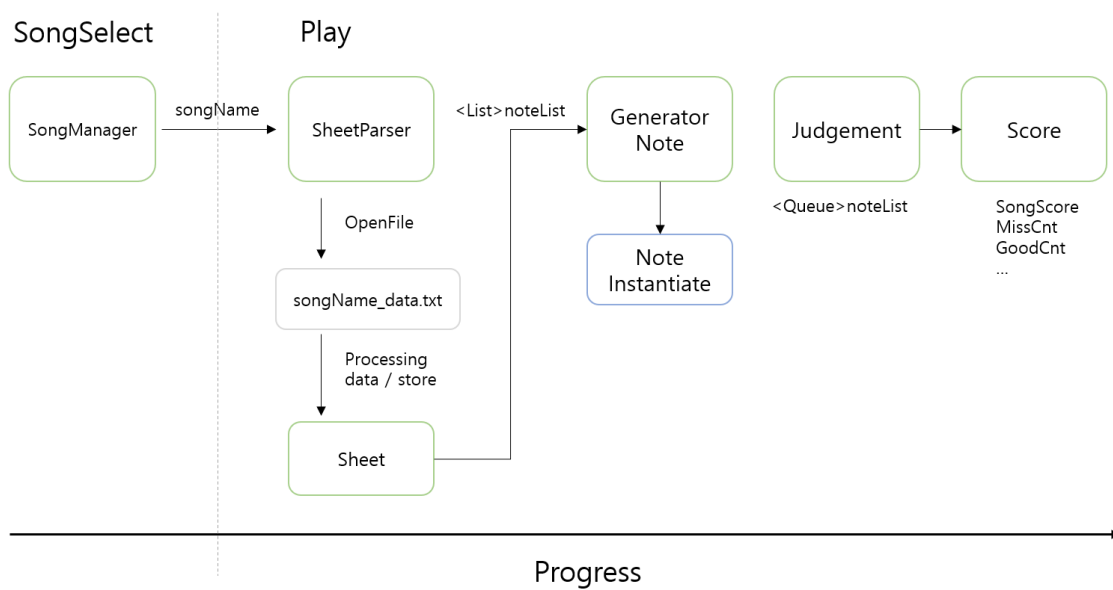 SongSelect
Play
SongManager
songName
SheetParser
<List>noteList
Generator
Note
Judgement
Score
OpenFile
<Queue>noteList
SongScore
MissCnt
GoodCnt
...
Note
Instantiate
songName_data.txt
Processing
data / store
Sheet
Progress